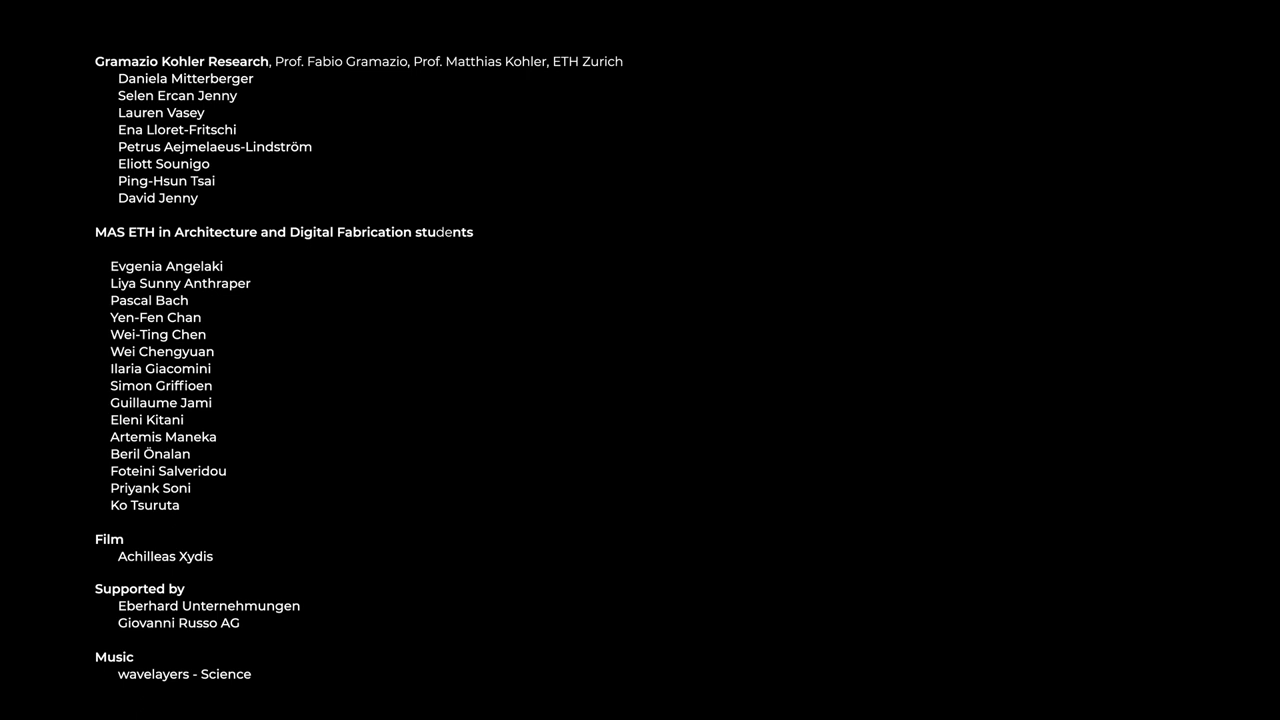 Gramazio Kohler Research, Prof. Fabio Gramazio, Prof. Matthias Kohler, ETH Zurich
Daniela Mitterberger
Selen Ercan Jenny
Lauren Vasey
Ena Lloret-Fritschi
Petrus Aejmelaeus-Lindström
Eliott Sounigo
Ping-Hsun Tsai
David Jenny
MAS ETH in Architecture and Digital Fabrication students
Evgenia Angelaki
Liya Sunny Anthraper
Pascal Bach
Yen-Fen Chan
Wei-Ting Chen
Wei Chengyuan
Ilaria Giacomini
Simon Griffioen
Guillaume Jami
Eleni Kitani
Artemis Maneka
Beril Önalan
Foteini Salveridou
Priyank Soni
Ko Tsuruta
Film
Achilleas Xydis
Supported by
Eberhard Unternehmungen
Giovanni Russo AG
Music
wavelayers - Science